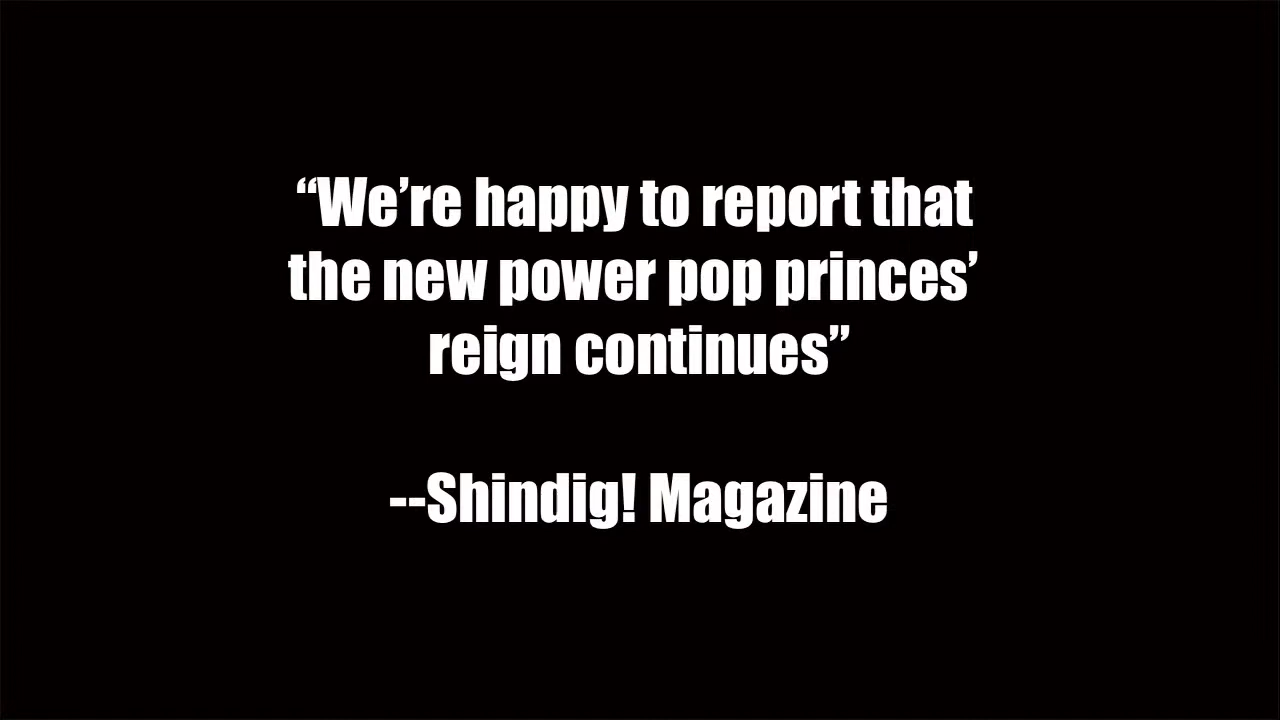 “We’re happy to report that
the new power pop princes’
reign continues”
--Shindig! Magazine